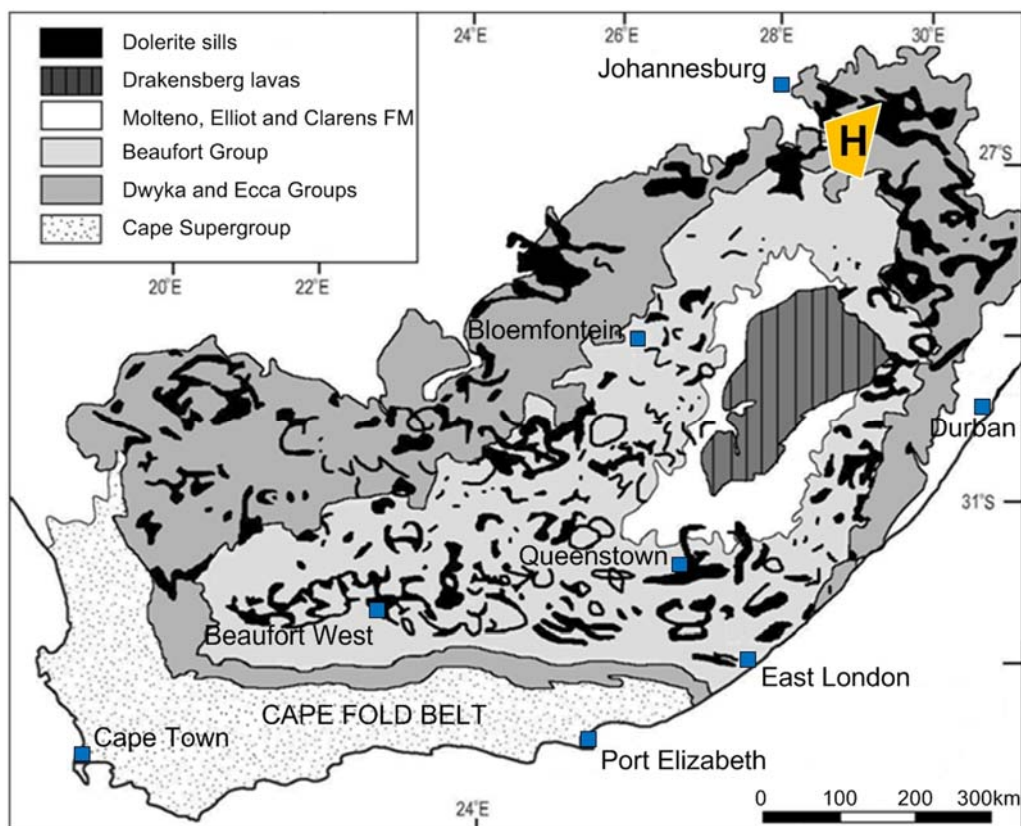 Dolerite sills
Drakensberg lavas
Molteno, Elliot and Clarens FM
Beaufort Group
Dwyka and Ecca Groups
Cape Supergroup
24°E
26°E
28°E
30°E
Johannesburg
H
27°S
20°E
22°E
Bloemfontein
Durban
31°S
Queenstown
Beaufort West
East London
CAPE FOLD BELT
Cape Town
Port Elizabeth
24°E
0 100 200 300km